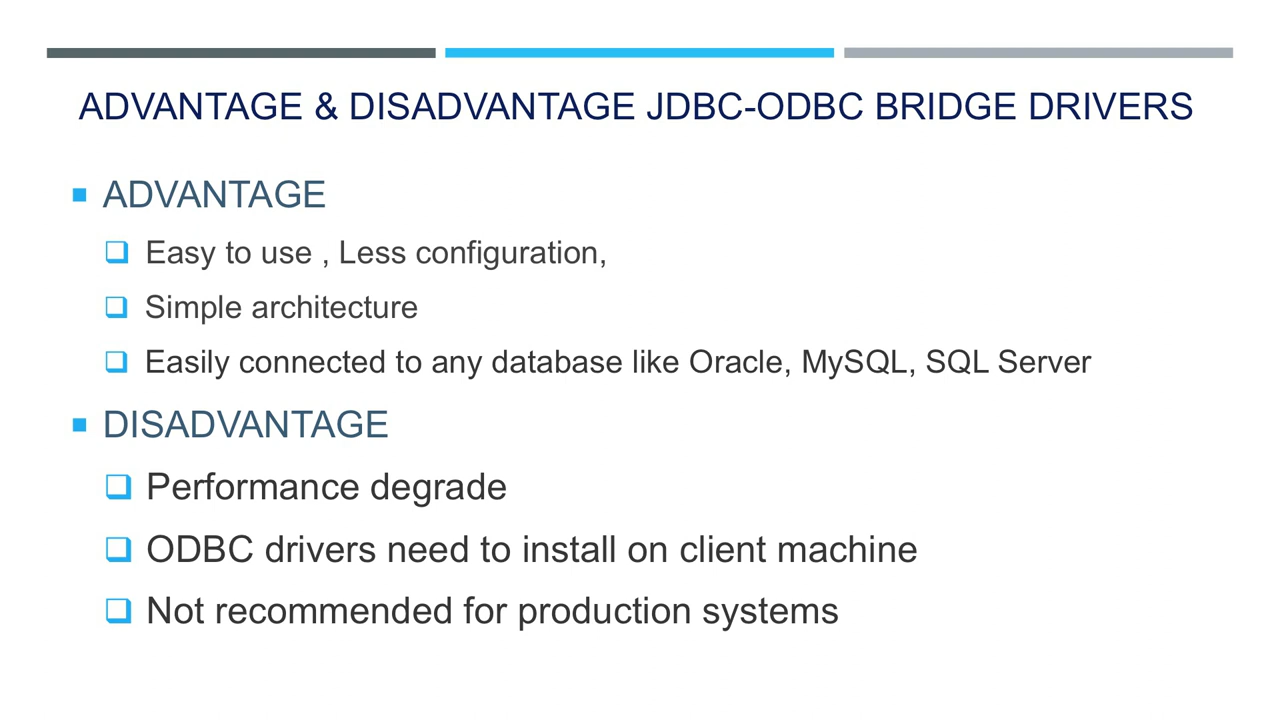 ADVANTAGE & DISADVANTAGE JDBC-ODBC BRIDGE DRIVERS
ADVANTAGE
Easy to use , Less configuration,
Simple architecture
Easily connected to any database like Oracle, MySQL, SQL Server
DISADVANTAGE
Performance degrade
ODBC drivers need to install on client machine
Not recommended for production systems